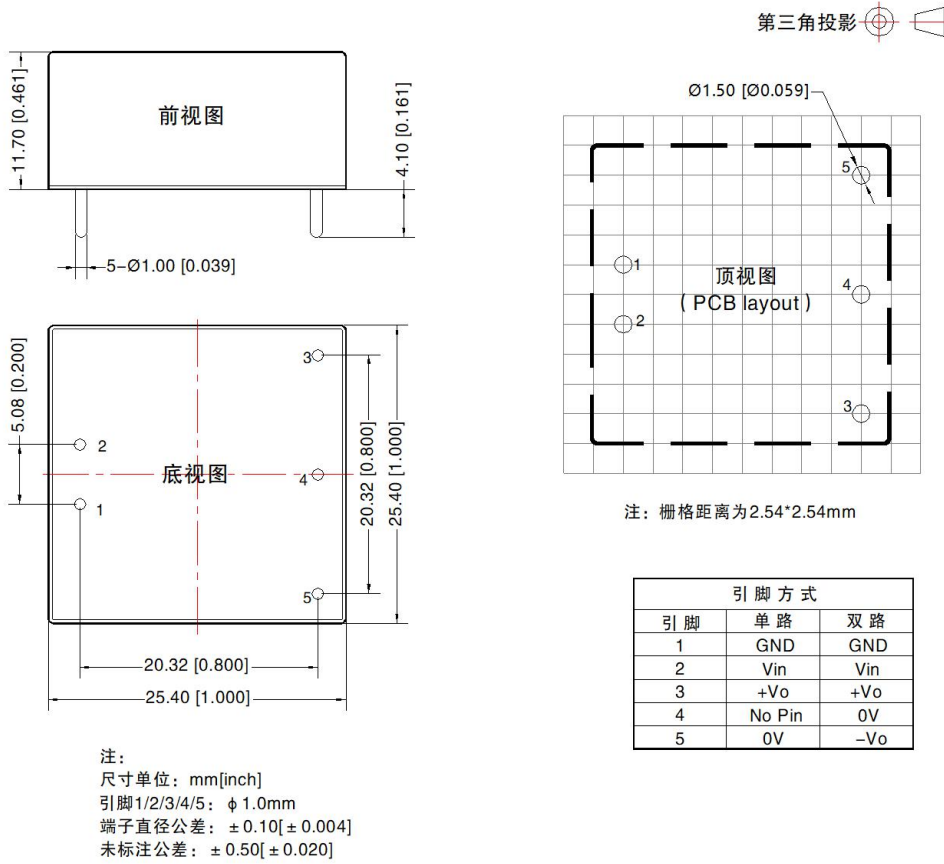 第三角投影
11.70 [0.461]
前视图
4.10 [0.161]
5-Ø1.00 [0.039]
Ø1.50 [Ø0.059]
5
1
顶视图
4
( PCB layout )
2
3
注：栅格距离为2.54*2.54mm
5.08 [0.200]
3
2
底视图
4
1
5
20.32 [0.800]
25.40 [1.000]
20.32 [0.800]
25.40 [1.000]
引脚方式
引脚 单路 双路
1 GND GND
2 Vin Vin
3 +Vo +Vo
4 No Pin 0V
5 0V −Vo
注：
尺寸单位：mm[inch]
引脚1/2/3/4/5：ϕ1.0mm
端子直径公差：±0.10[±0.004]
未标注公差：±0.50[±0.020]